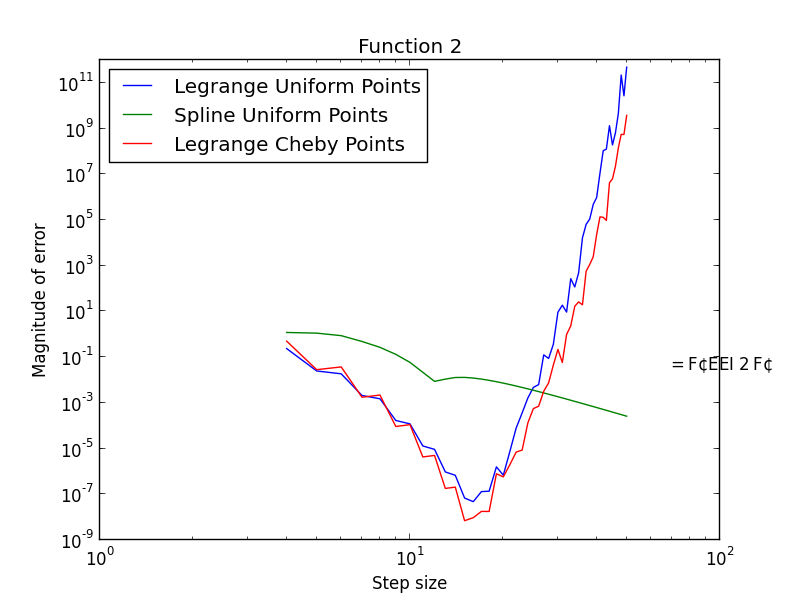 Function 2
Legrange Uniform Points
Spline Uniform Points
Legrange Cheby Points
10^11
10^9
10^7
10^5
10^3
10^1
10^-1
10^-3
10^-5
10^-7
10^-9
Magnitude of error
= F¢EEI 2 F¢
10^0
10^1
10^2
Step size